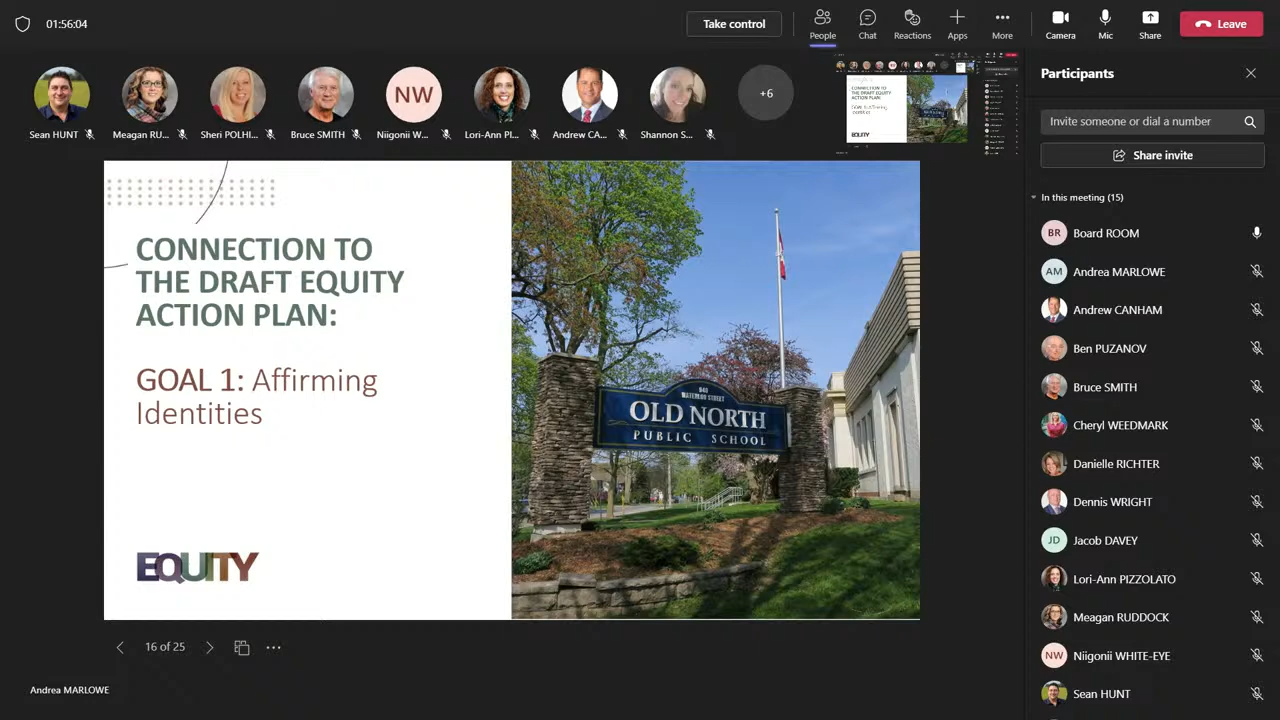 01:56:04
Take control
People
Chat
Reactions
Apps
More
Camera
Mic
Share
Leave
NW
+6
Sean HUNT
Meagan RU...
Sheri POLHI...
Bruce SMITH
Niigonii W...
Lori-Ann PI...
Andrew CA...
Shannon S...
CONNECTION TO
THE DRAFT EQUITY
ACTION PLAN:
GOAL 1: Affirming
Identities
EQUITY
940
WATERLOO STREET
OLD NORTH
PUBLIC SCHOOL
16 of 25
Andrea MARLOWE
Participants
Invite someone or dial a number
Share invite
In this meeting (15)
BR Board ROOM
AM Andrea MARLOWE
Andrew CANHAM
Ben PUZANOV
Bruce SMITH
Cheryl WEEDMARK
Danielle RICHTER
Dennis WRIGHT
JD Jacob DAVEY
Lori-Ann PIZZOLATO
Meagan RUDDOCK
NW Niigonii WHITE-EYE
Sean HUNT